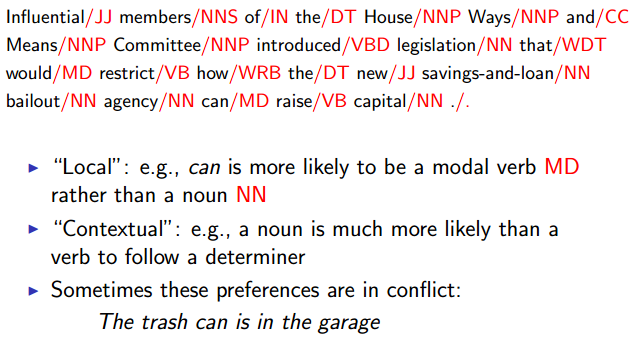 Influential/JJ members/NNS of/IN the/DT House/NNP Ways/NNP and/CC
Means/NNP Committee/NNP introduced/VBD legislation/NN that/WDT
would/MD restrict/VB how/WRB the/DT new/JJ savings-and-loan/NN
bailout/NN agency/NN can/MD raise/VB capital/NN ./.
▶ “Local”: e.g., can is more likely to be a modal verb MD
rather than a noun NN
▶ “Contextual”: e.g., a noun is much more likely than a
verb to follow a determiner
▶ Sometimes these preferences are in conflict:
The trash can is in the garage